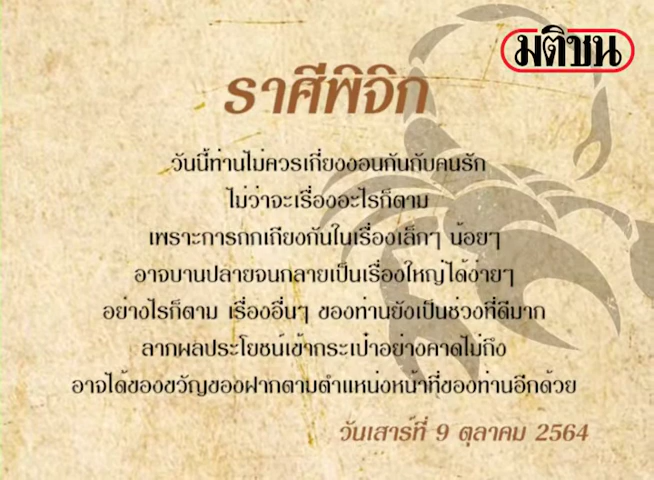 มติชน
ราศีพิจิก
วันนี้ท่านไม่ควรเกี่ยงงอนกันกับคนรัก
ไม่ว่าจะเรื่องอะไรก็ตาม
เพราะการถกเถียงกันในเรื่องเล็กๆ น้อยๆ
อาจบานปลายจนกลายเป็นเรื่องใหญ่ได้ง่ายๆ
อย่างไรก็ตาม เรื่องอื่นๆ ของท่านยังเป็นช่วงที่ดีมาก
ลากผลประโยชน์เข้ากระเป๋าอย่างคาดไม่ถึง
อาจได้ของขวัญของฝากตามตำแหน่งหน้าที่ของท่านอีกด้วย
วันเสาร์ที่ 9 ตุลาคม 2564